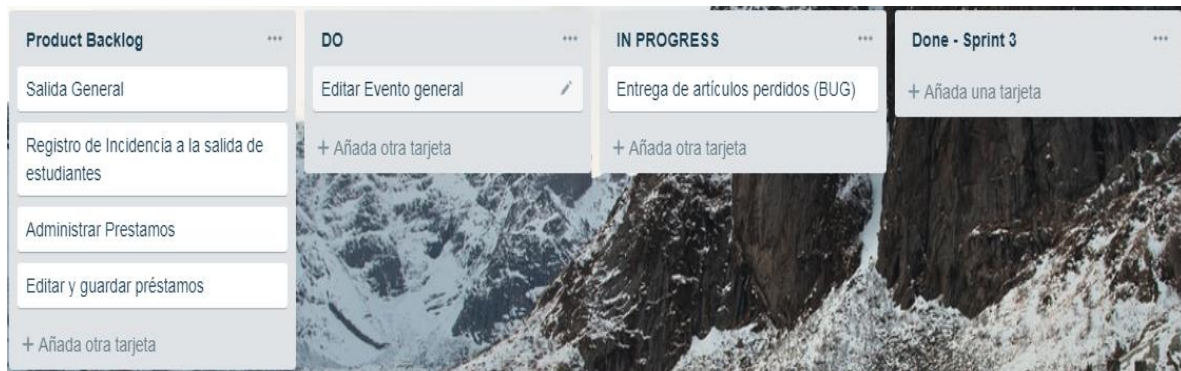 Product Backlog
Salida General
Registro de Incidencia a la salida de
estudiantes
Administrar Prestamos
Editar y guardar préstamos
+ Añada otra tarjeta
DO
Editar Evento general
+ Añada otra tarjeta
IN PROGRESS
Entrega de artículos perdidos (BUG)
+ Añada otra tarjeta
Done - Sprint 3
+ Añada una tarjeta